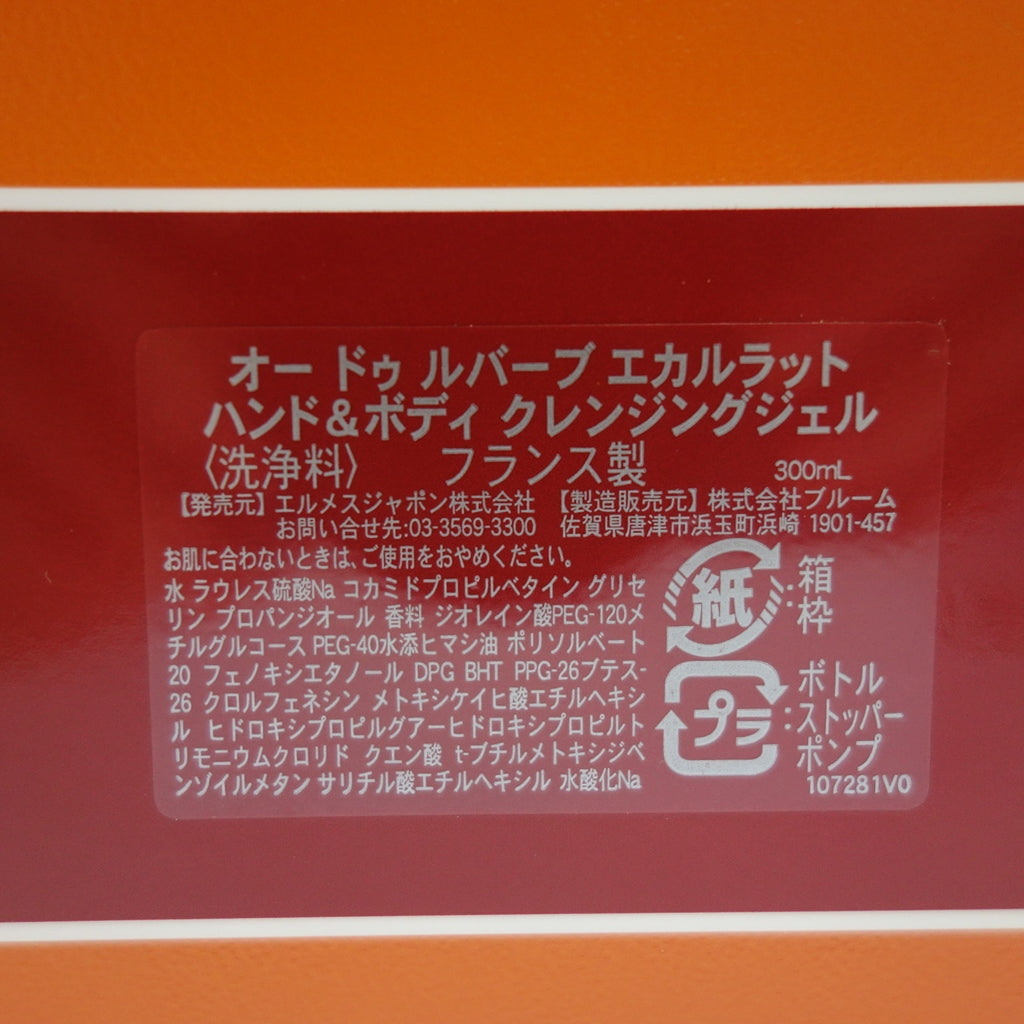 オー ドゥ ルバーブ エカルラット
ハンド＆ボディ クレンジングジェル
〈洗浄料〉 フランス製 300mL
【発売元】エルメスジャポン株式会社 【製造販売元】株式会社ブルーム
お問い合せ先:03-3569-3300 佐賀県唐津市浜玉町浜崎 1901-457
お肌に合わないときは、ご使用をおやめください。
水 ラウレス硫酸Na コカミドプロピルベタイン グリセ
リン プロパンジオール 香料 ジオレイン酸PEG-120メ
チルグルコース PEG-40水添ヒマシ油 ポリソルベート
20 フェノキシエタノール DPG BHT PPG-26ブテス-
26 クロルフェネシン メトキシケイヒ酸エチルヘキシ
ル ヒドロキシプロピルグアーヒドロキシプロピルト
リモニウムクロリド クエン酸 t-ブチルメトキシジベ
ンゾイルメタン サリチル酸エチルヘキシル 水酸化Na
紙 : 箱
枠
プラ : ボトル
ストッパー
ポンプ
107281V0